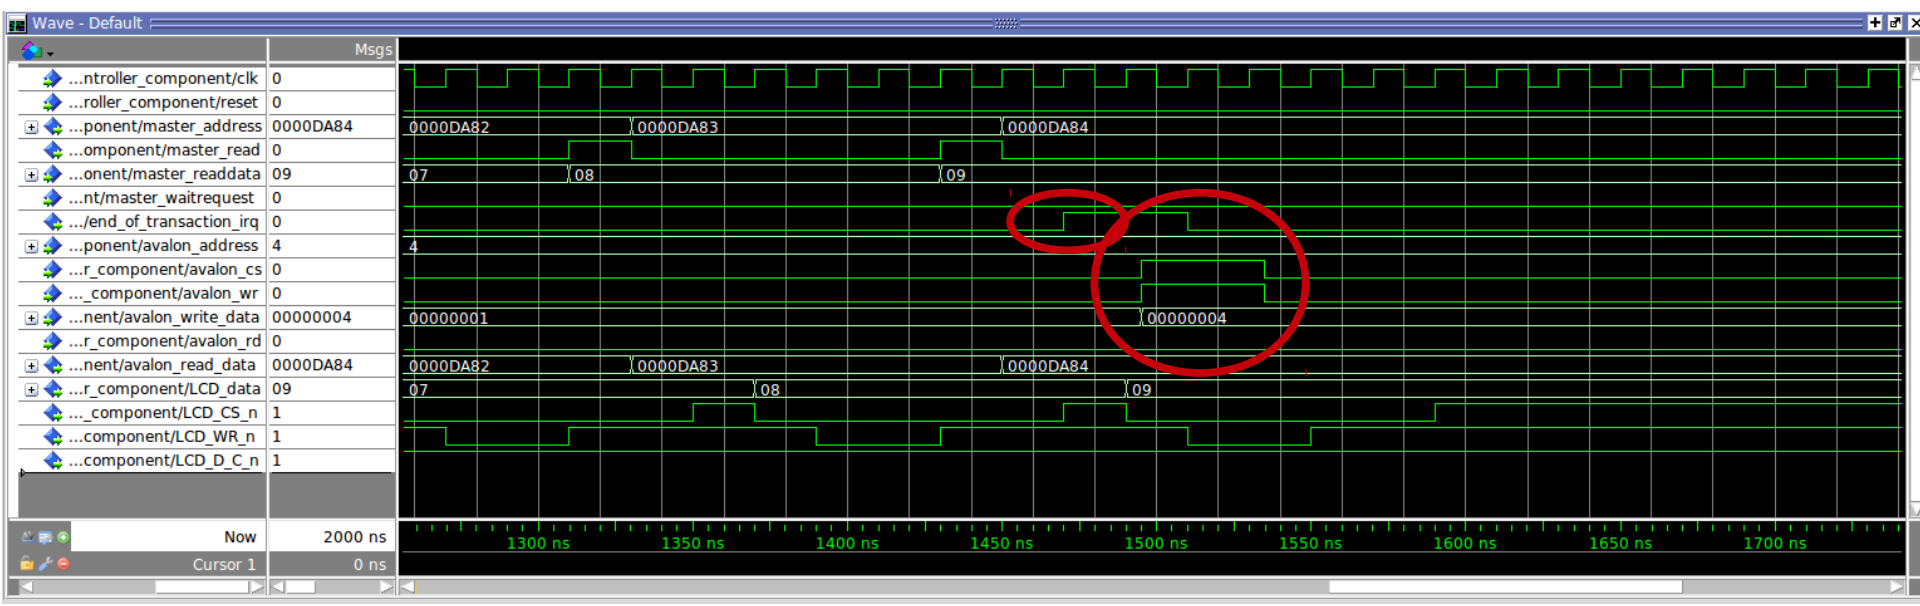 Wave - Default
Msgs
...ntroller_component/clk 0
...roller_component/reset 0
...ponent/master_address 0000DA84 0000DA82 0000DA83 0000DA84
...omponent/master_read 0
...onent/master_readdata 09 07 08 09
...nt/master_waitrequest 0
.../end_of_transaction_irq 0
...ponent/avalon_address 4 4
...r_component/avalon_cs 0
..._component/avalon_wr 0
...nent/avalon_write_data 00000004 00000001 00000004
...r_component/avalon_rd 0
...nent/avalon_read_data 0000DA84 0000DA82 0000DA83 0000DA84
...r_component/LCD_data 09 07 08 09
..._component/LCD_CS_n 1
...component/LCD_WR_n 1
...component/LCD_D_C_n 1
Now 2000 ns 1300 ns 1350 ns 1400 ns 1450 ns 1500 ns 1550 ns 1600 ns 1650 ns 1700 ns
Cursor 1 0 ns